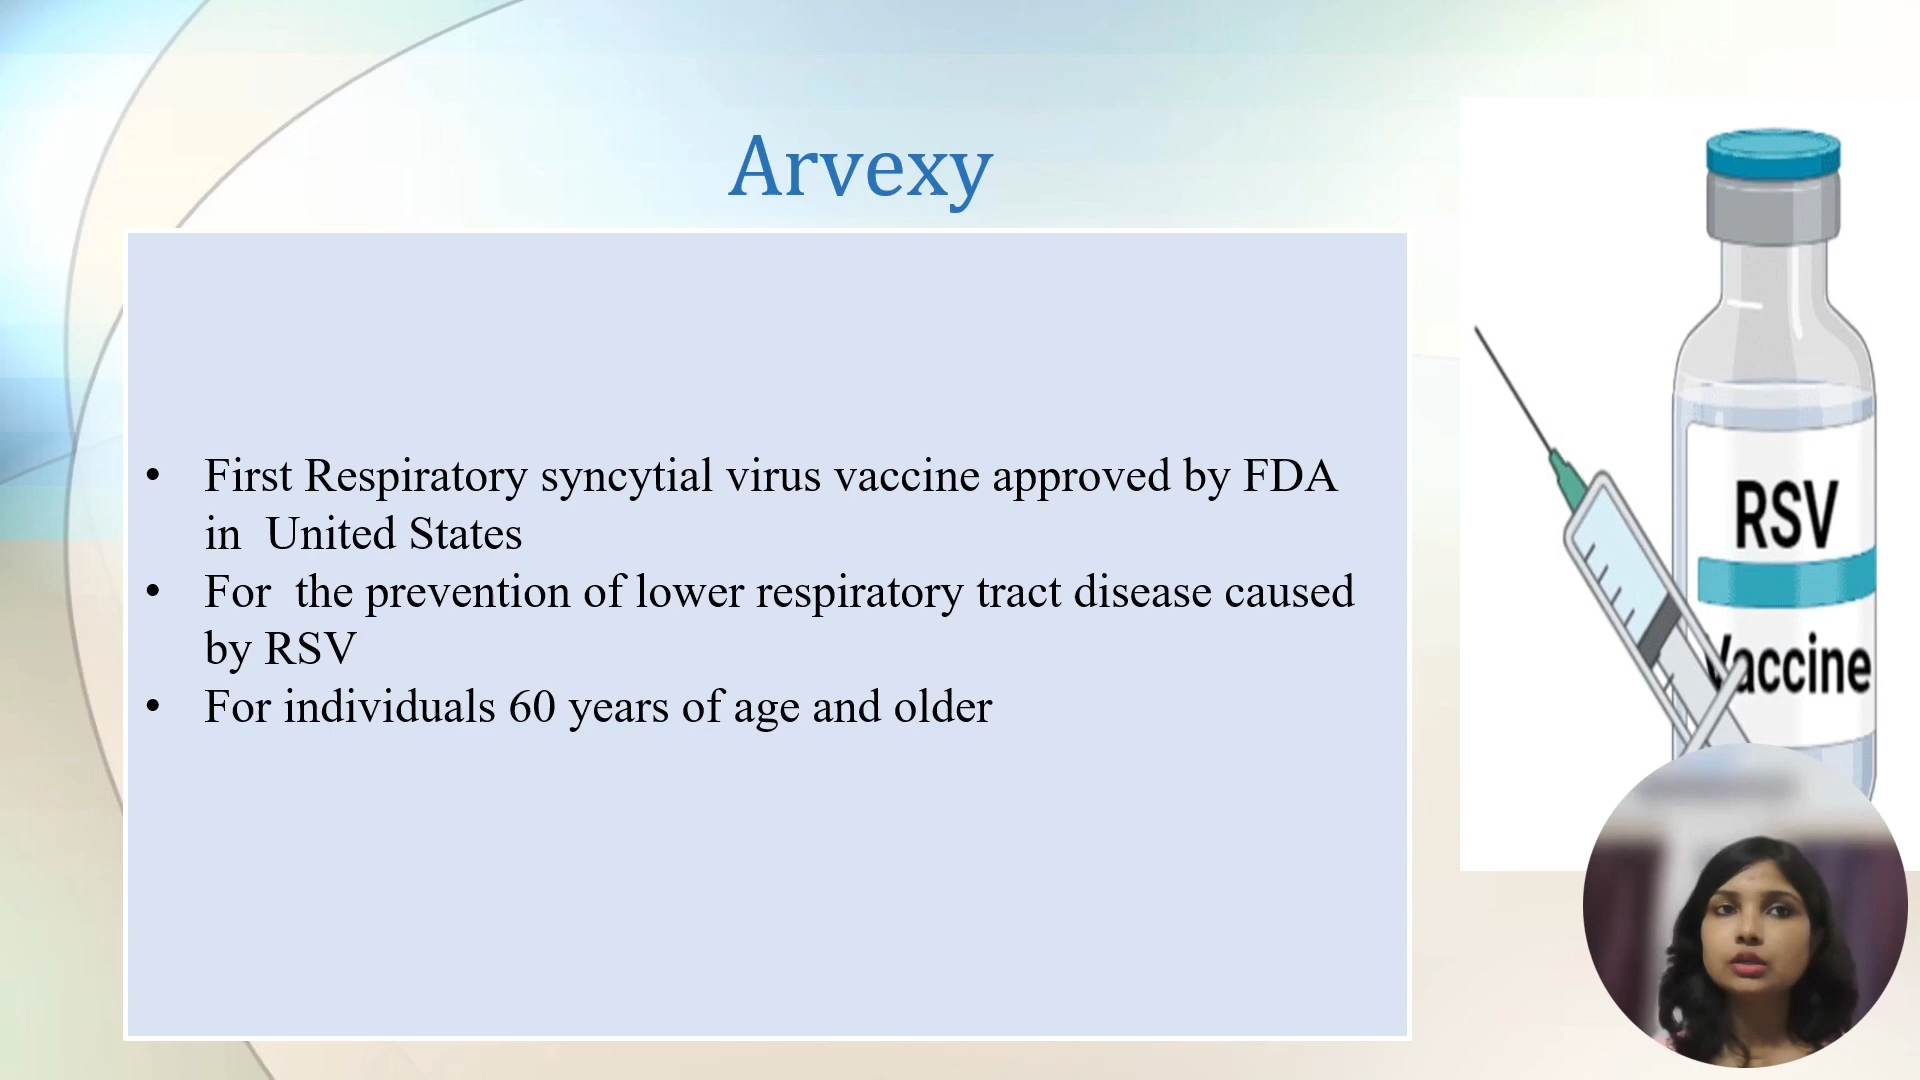 Arvexy
• First Respiratory syncytial virus vaccine approved by FDA
in  United States
• For  the prevention of lower respiratory tract disease caused
by RSV
• For individuals 60 years of age and older
RSV
Vaccine